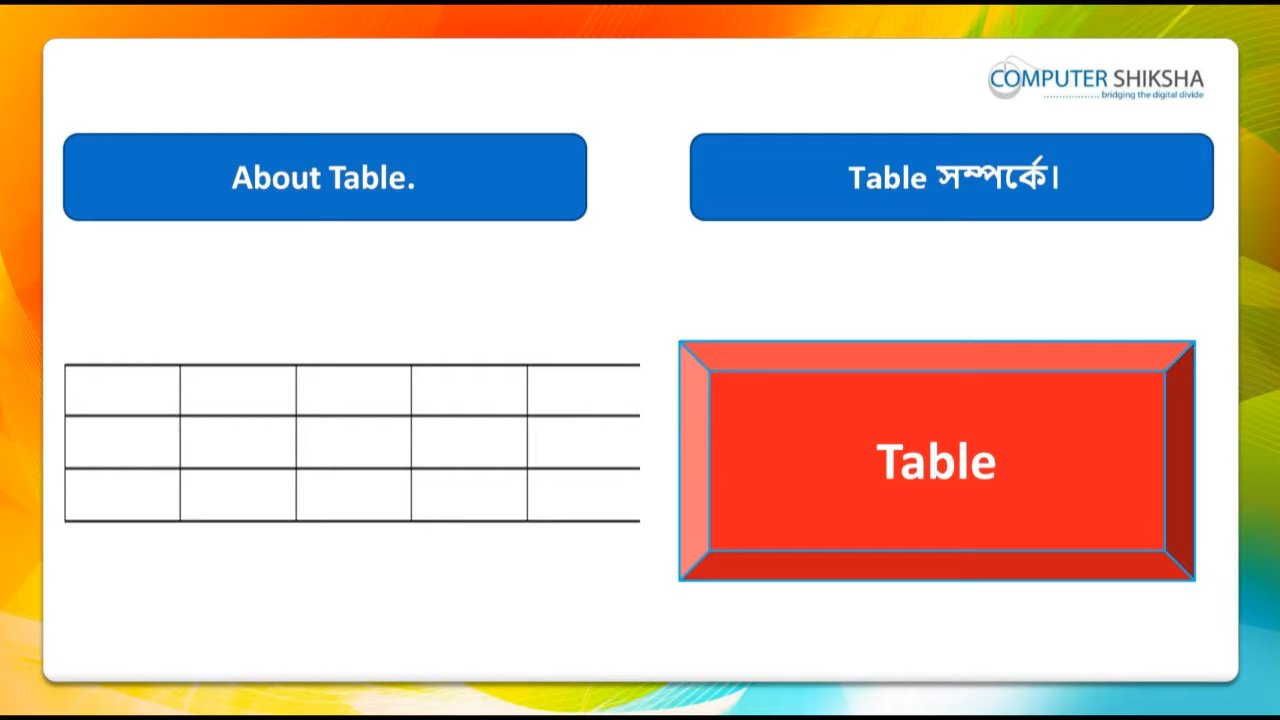 COMPUTER SHIKSHA
bridging the digital divide
About Table.
Table সম্পর্কে।
Table